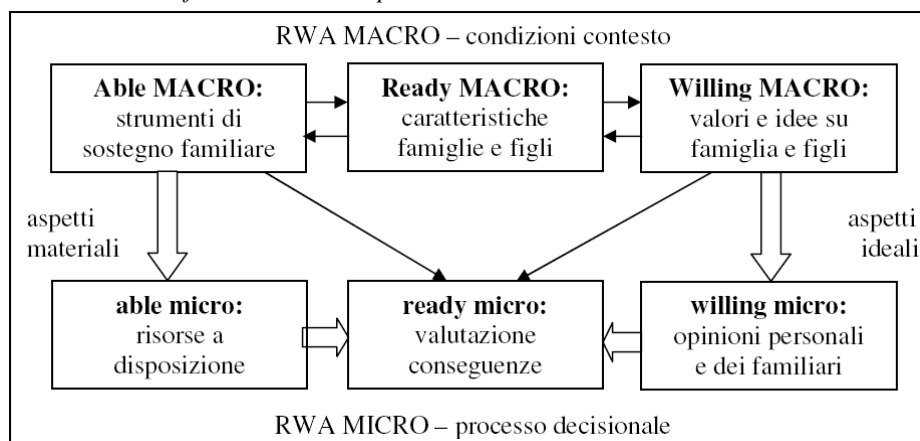 RWA MACRO – condizioni contesto
Able MACRO:
strumenti di
sostegno familiare
Ready MACRO:
caratteristiche
famiglie e figli
Willing MACRO:
valori e idee su
famiglia e figli
aspetti
materiali
aspetti
ideali
able micro:
risorse a
disposizione
ready micro:
valutazione
conseguenze
willing micro:
opinioni personali
e dei familiari
RWA MICRO – processo decisionale